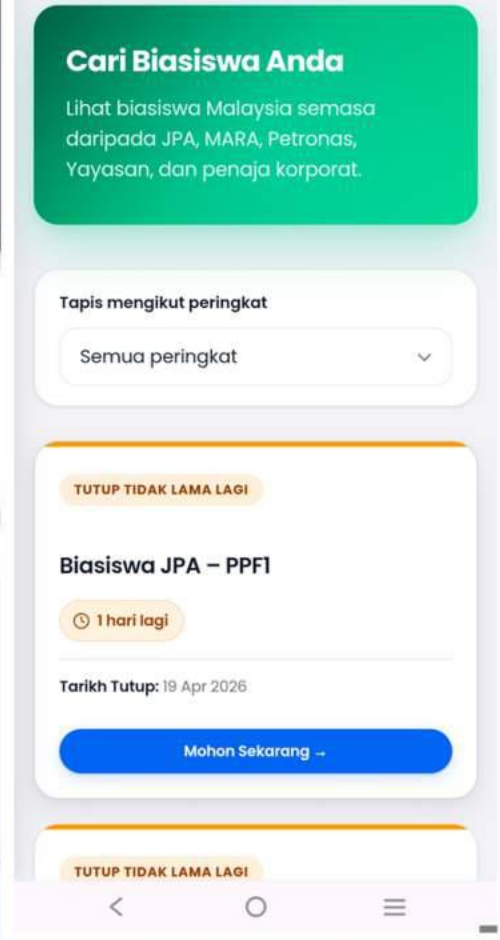 Cari Biasiswa Anda
Lihat biasiswa Malaysia semasa
daripada JPA, MARA, Petronas,
Yayasan, dan penaja korporat.
Tapis mengikut peringkat
Semua peringkat
TUTUP TIDAK LAMA LAGI
Biasiswa JPA – PPF1
1 hari lagi
Tarikh Tutup: 19 Apr 2026
Mohon Sekarang →
TUTUP TIDAK LAMA LAGI